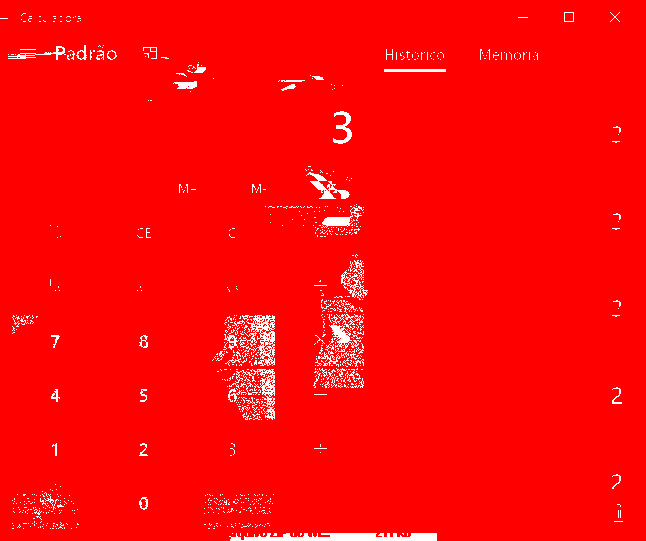 Calculadora
Padrão
Histórico Memória
3
2
M+ M-
2
CE C
÷
2
7 8 9 ×
4 5 6 −
2
1 2 3 +
2
0